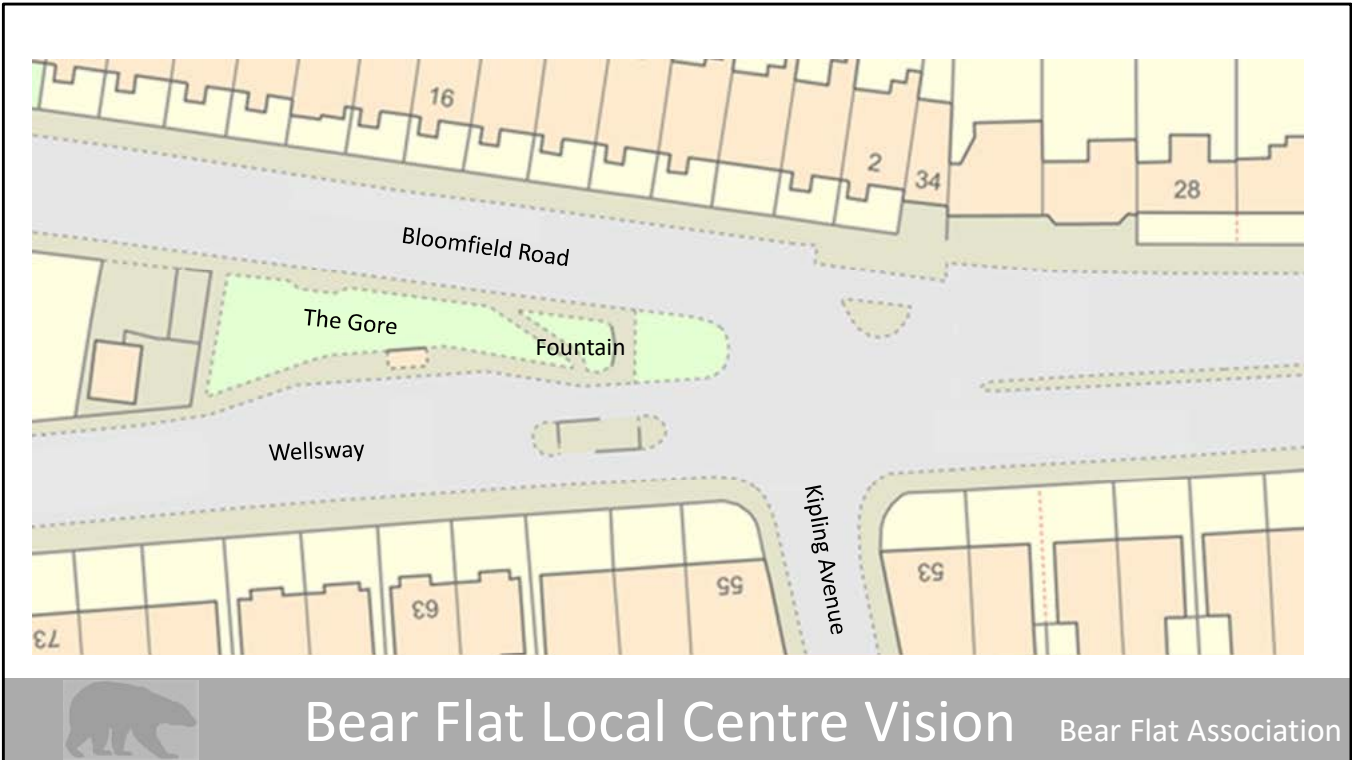 16
2
34
28
Bloomfield Road
The Gore
Fountain
Wellsway
Kipling Avenue
55
53
63
73
Bear Flat Local Centre Vision
Bear Flat Association